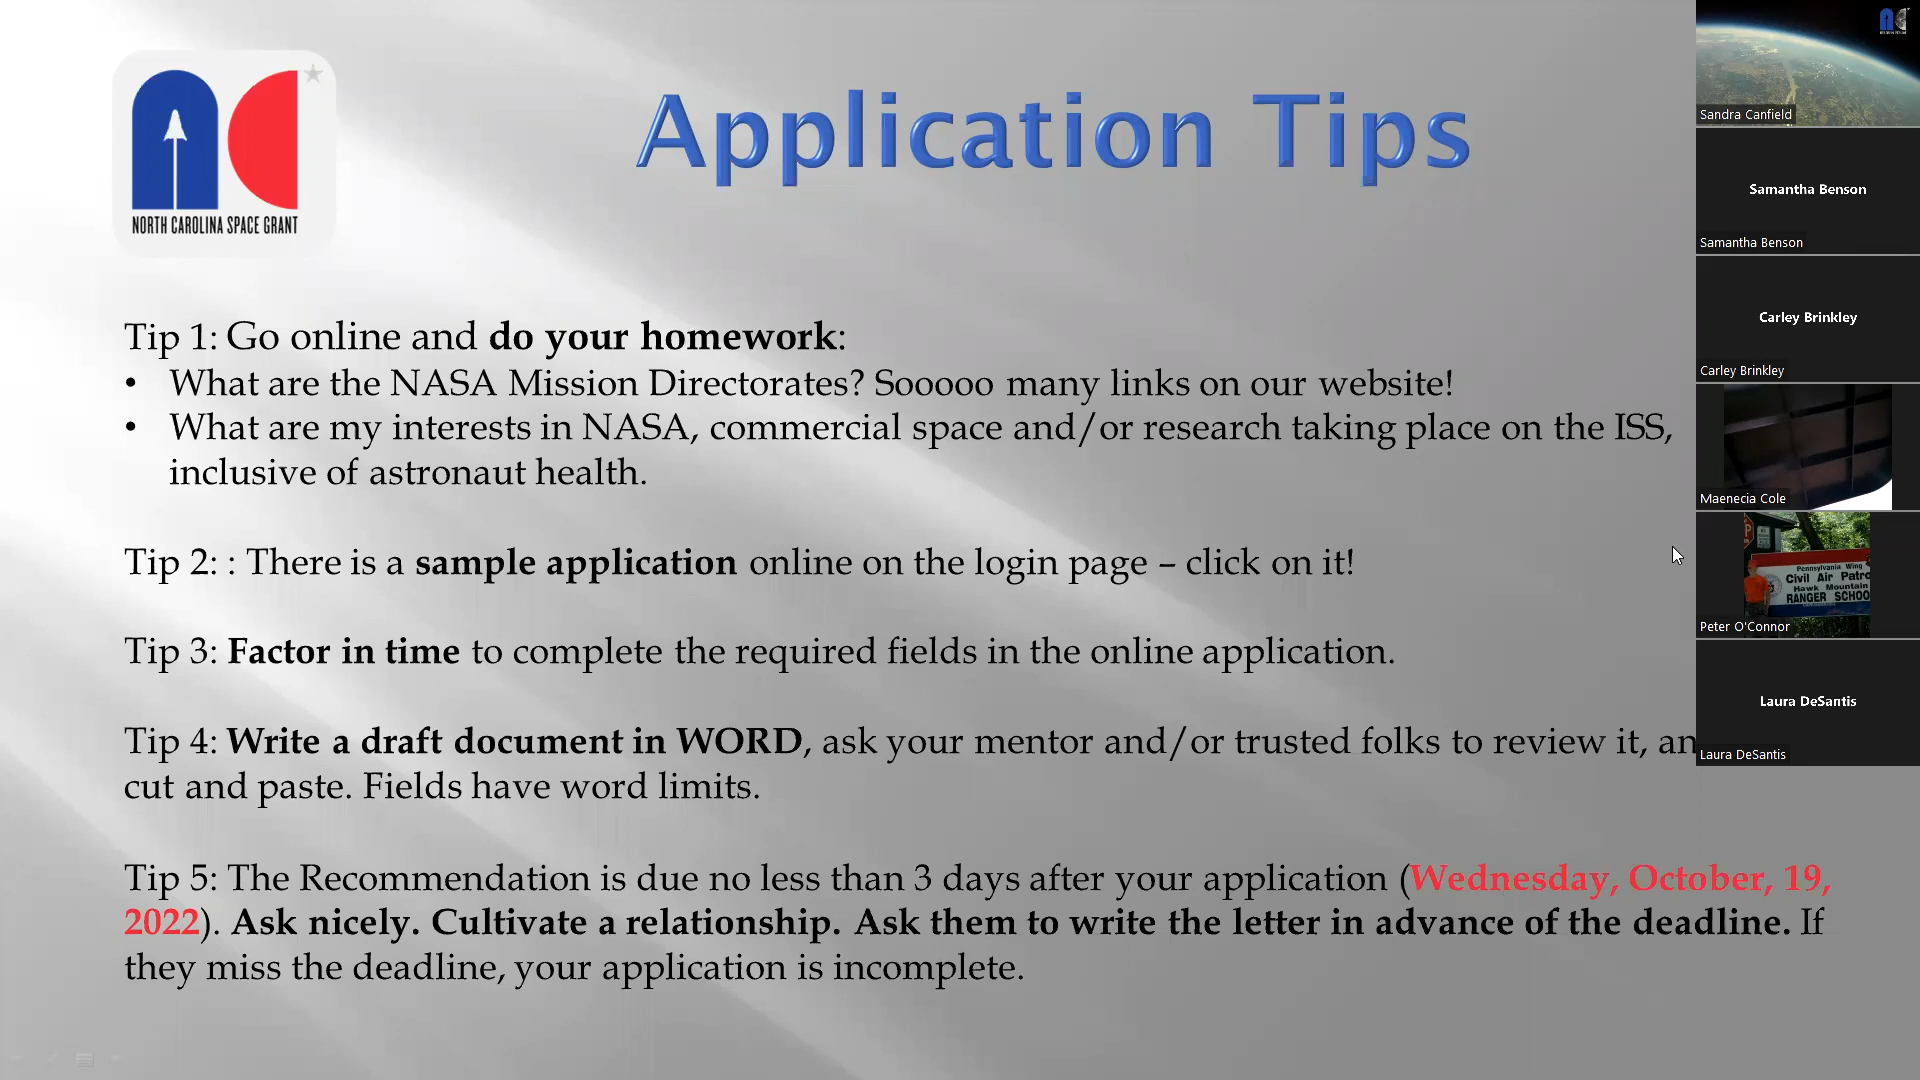 NORTH CAROLINA SPACE GRANT
Application Tips
Tip 1: Go online and do your homework:
• What are the NASA Mission Directorates? Sooooo many links on our website!
• What are my interests in NASA, commercial space and/or research taking place on the ISS,
inclusive of astronaut health.
Tip 2: : There is a sample application online on the login page – click on it!
Tip 3: Factor in time to complete the required fields in the online application.
Tip 4: Write a draft document in WORD, ask your mentor and/or trusted folks to review it, an
cut and paste. Fields have word limits.
Tip 5: The Recommendation is due no less than 3 days after your application (Wednesday, October, 19,
2022). Ask nicely. Cultivate a relationship. Ask them to write the letter in advance of the deadline. If
they miss the deadline, your application is incomplete.
Sandra Canfield
Samantha Benson
Samantha Benson
Carley Brinkley
Carley Brinkley
Maenecia Cole
Pennsylvania Wing
Civil Air Patro
Hawk Mountain
RANGER SCHOO
Peter O'Connor
Laura DeSantis
Laura DeSantis